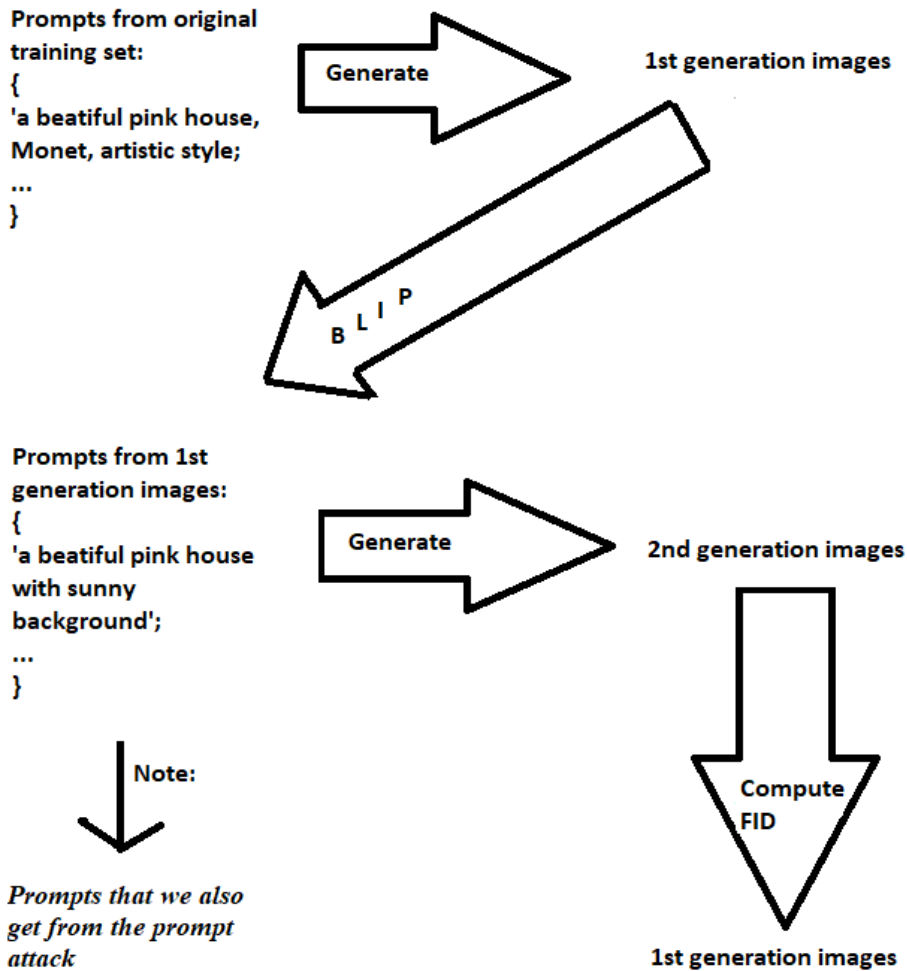 Prompts from original
training set:
{
'a beatiful pink house,
Monet, artistic style;
...
}
Generate
1st generation images
B L I P
Prompts from 1st
generation images:
{
'a beatiful pink house
with sunny
background';
...
}
Generate
2nd generation images
Note:
Compute
FID
Prompts that we also
get from the prompt
attack
1st generation images